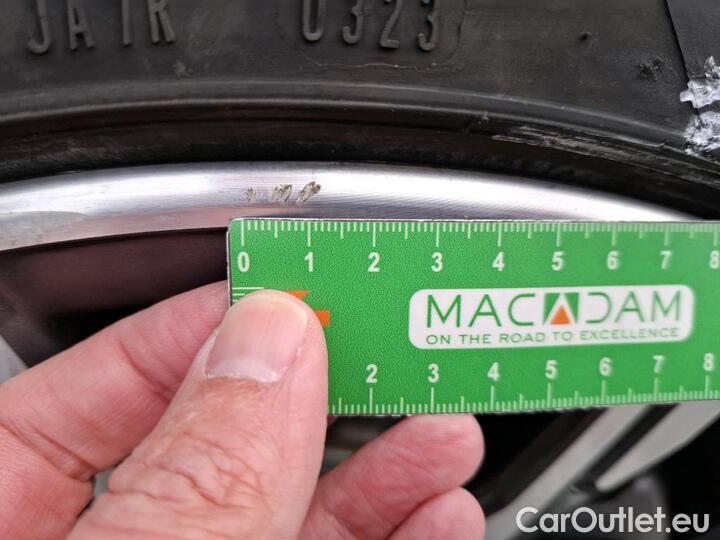 JA1R 0323
0 1 2 3 4 5 6 7 8
MACADAM
ON THE ROAD TO EXCELLENCE
2 3 4 5 6 7 8
CarOutlet.eu